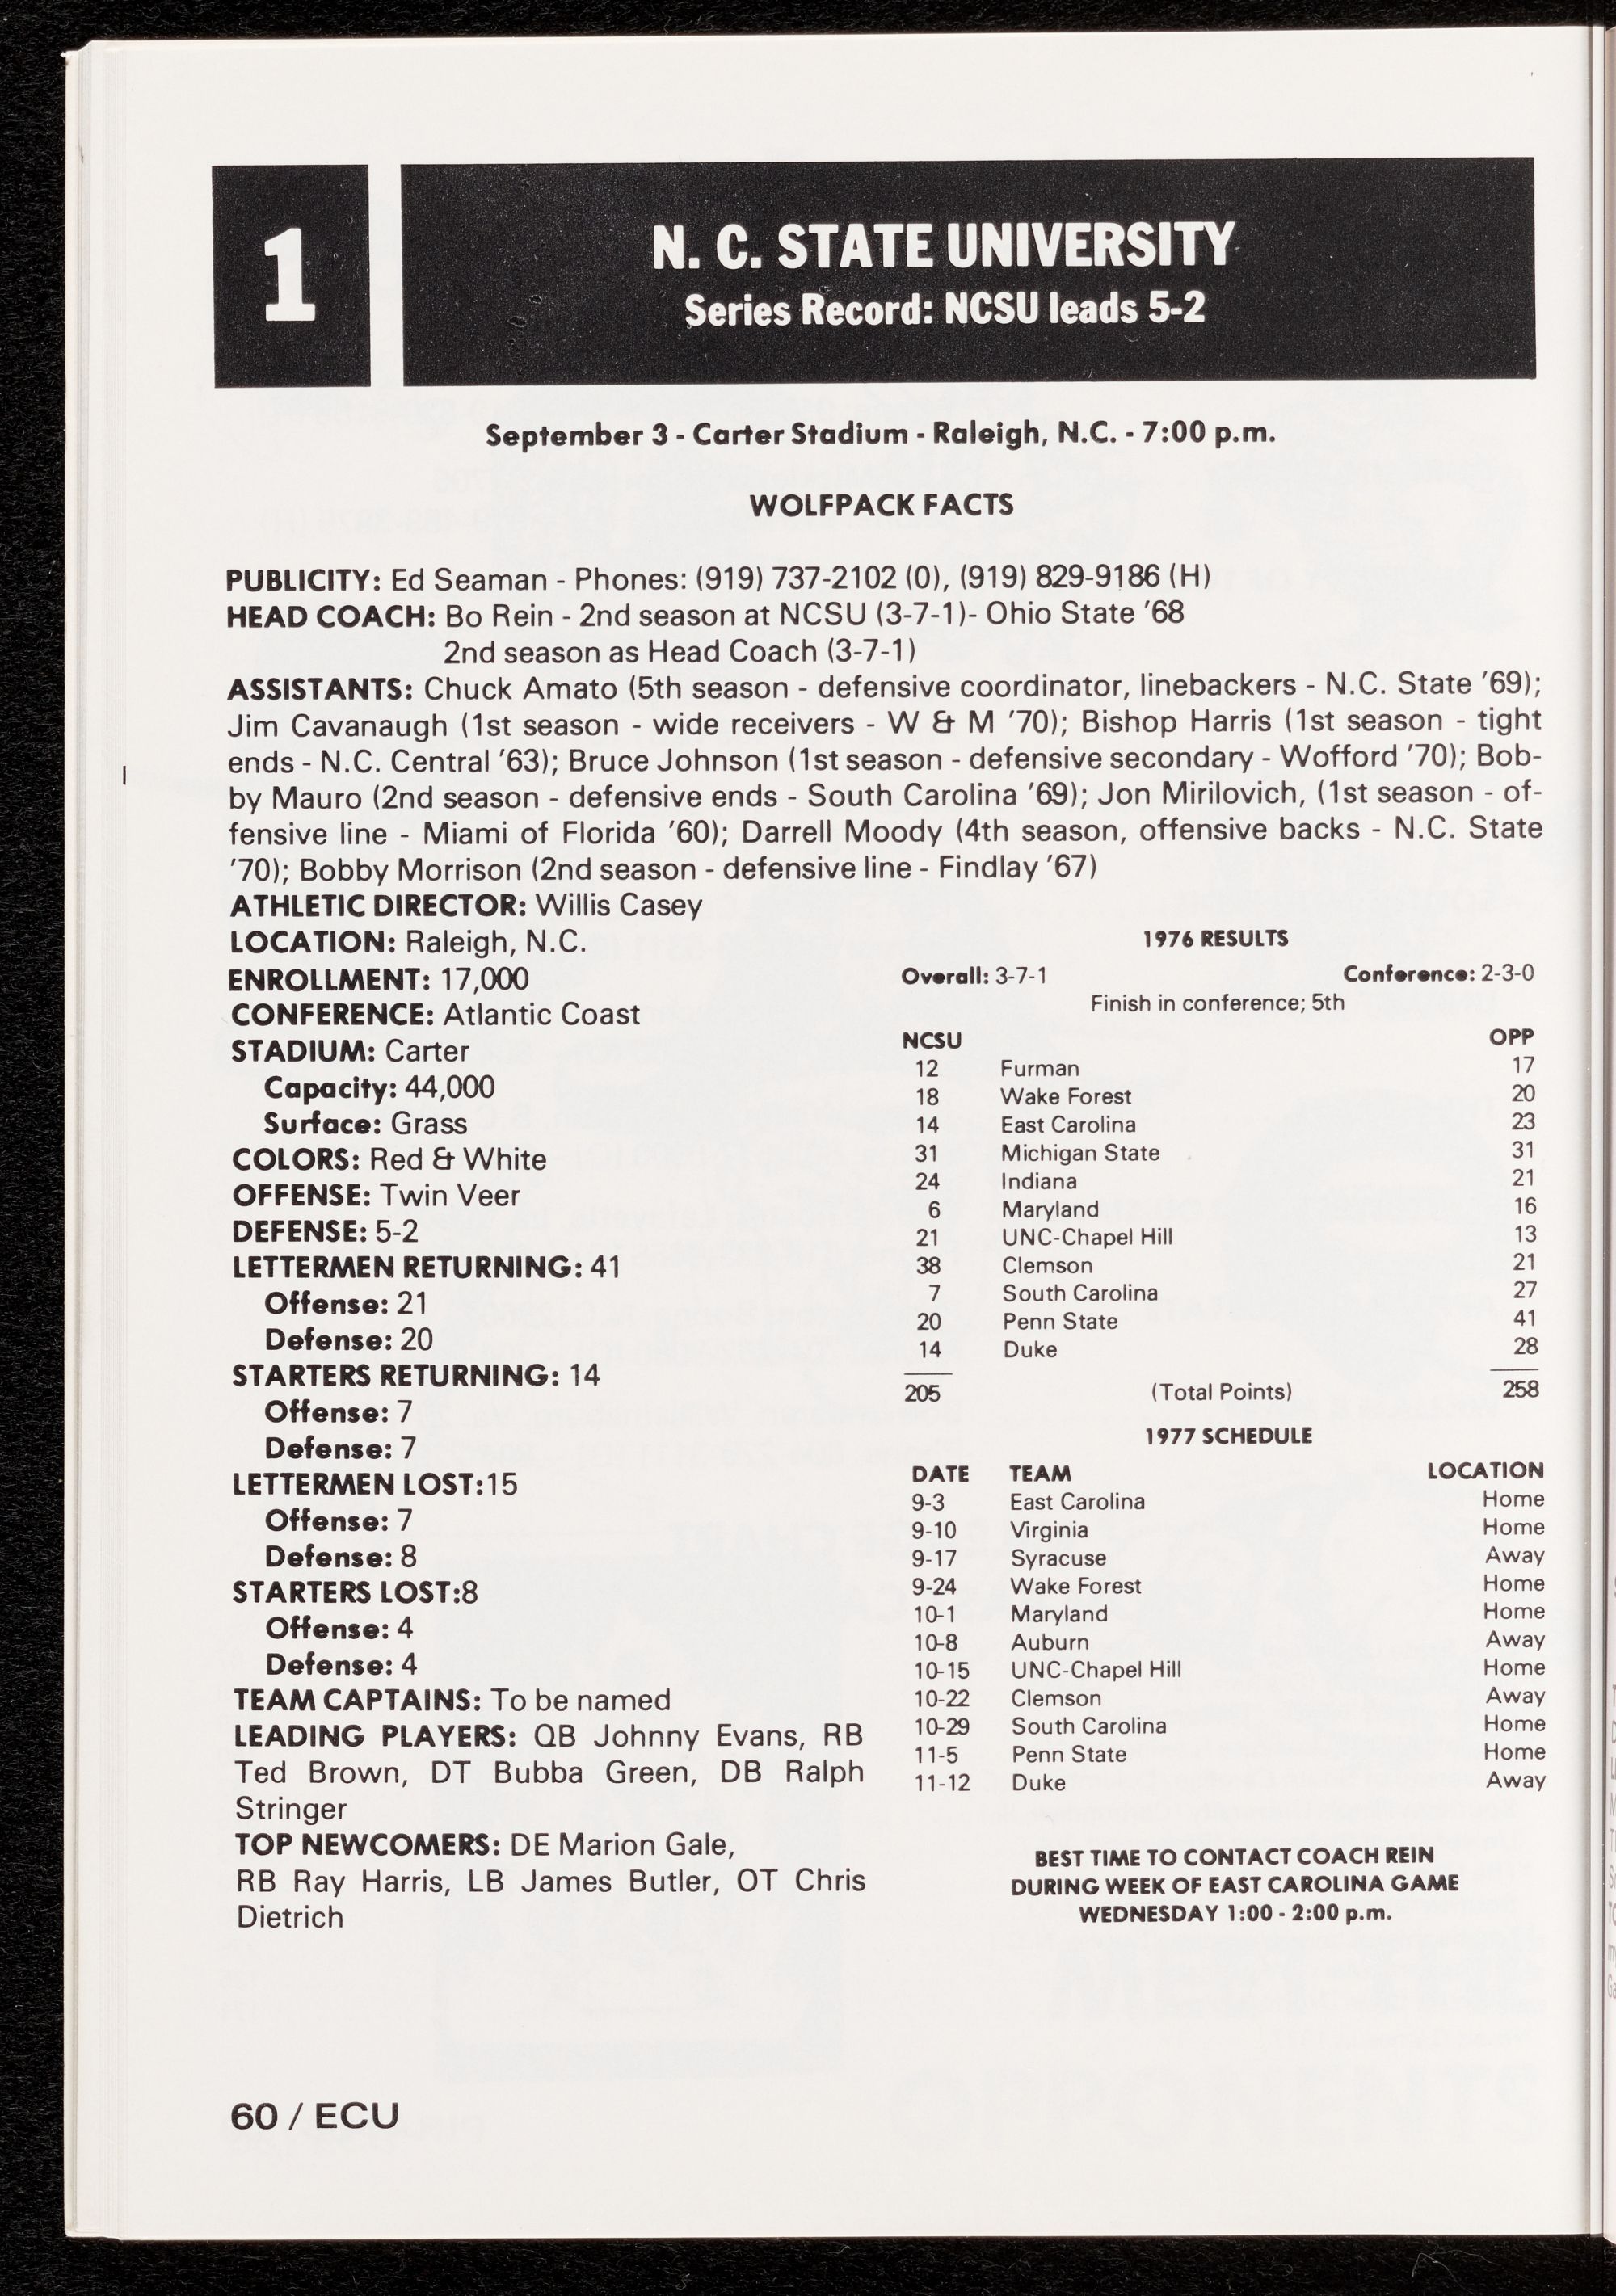 1
N. C. STATE UNIVERSITY
Series Record: NCSU leads 5-2
September 3 - Carter Stadium - Raleigh, N.C. - 7:00 p.m.
WOLFPACK FACTS
PUBLICITY: Ed Seaman - Phones: (919) 737-2102 (0), (919) 829-9186 (H)
HEAD COACH: Bo Rein - 2nd season at NCSU (3-7-1)- Ohio State '68
2nd season as Head Coach (3-7-1)
ASSISTANTS: Chuck Amato (5th season - defensive coordinator, linebackers - N.C. State '69);
Jim Cavanaugh (1st season - wide receivers - W & M '70); Bishop Harris (1st season - tight
ends - N.C. Central '63); Bruce Johnson (1st season - defensive secondary - Wofford '70); Bob-
by Mauro (2nd season - defensive ends - South Carolina '69); Jon Mirilovich, (1st season - of-
fensive line - Miami of Florida '60); Darrell Moody (4th season, offensive backs - N.C. State
'70); Bobby Morrison (2nd season - defensive line - Findlay '67)
ATHLETIC DIRECTOR: Willis Casey
LOCATION: Raleigh, N.C.
ENROLLMENT: 17,000
CONFERENCE: Atlantic Coast
STADIUM: Carter
Capacity: 44,000
Surface: Grass
COLORS: Red & White
OFFENSE: Twin Veer
DEFENSE: 5-2
LETTERMEN RETURNING: 41
Offense: 21
Defense: 20
STARTERS RETURNING: 14
Offense: 7
Defense: 7
LETTERMEN LOST:15
Offense: 7
Defense: 8
STARTERS LOST:8
Offense: 4
Defense: 4
TEAM CAPTAINS: To be named
LEADING PLAYERS: QB Johnny Evans, RB
Ted Brown, DT Bubba Green, DB Ralph
Stringer
TOP NEWCOMERS: DE Marion Gale,
RB Ray Harris, LB James Butler, OT Chris
Dietrich
1976 RESULTS
Overall: 3-7-1 Conference: 2-3-0
Finish in conference; 5th
NCSU OPP
12 Furman 17
18 Wake Forest 20
14 East Carolina 23
31 Michigan State 31
24 Indiana 21
6 Maryland 16
21 UNC-Chapel Hill 13
38 Clemson 21
7 South Carolina 27
20 Penn State 41
14 Duke 28
205 (Total Points) 258
1977 SCHEDULE
DATE TEAM LOCATION
9-3 East Carolina Home
9-10 Virginia Home
9-17 Syracuse Away
9-24 Wake Forest Home
10-1 Maryland Home
10-8 Auburn Away
10-15 UNC-Chapel Hill Home
10-22 Clemson Away
10-29 South Carolina Home
11-5 Penn State Home
11-12 Duke Away
BEST TIME TO CONTACT COACH REIN
DURING WEEK OF EAST CAROLINA GAME
WEDNESDAY 1:00 - 2:00 p.m.
60 / ECU